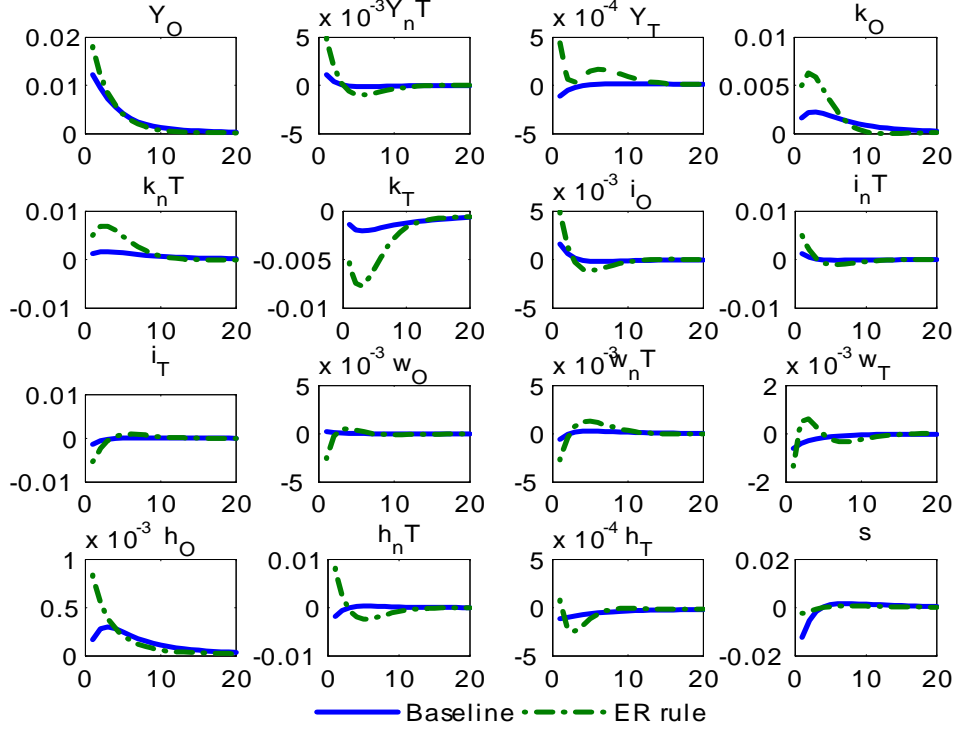 Y_O x 10^-3 Y_nT x 10^-4 Y_T k_O
0.02 5 5 0.01
0.01 0 0 0.005
0 -5 -5 0
0 10 20 0 10 20 0 10 20 0 10 20
k_nT k_T x 10^-3 i_O i_nT
0.01 0 5 0.01
0 -0.005 0 0
-0.01 -0.01 -5 -0.01
0 10 20 0 10 20 0 10 20 0 10 20
i_T x 10^-3 w_O x 10^-3 w_nT x 10^-3 w_T
0.01 5 5 2
0 0 0 0
-0.01 -5 -5 -2
0 10 20 0 10 20 0 10 20 0 10 20
x 10^-3 h_O h_nT x 10^-4 h_T s
1 0.01 5 0.02
0.5 0 0 0
0 -0.01 -5 -0.02
0 10 20 0 10 20 0 10 20 0 10 20
Baseline ER rule